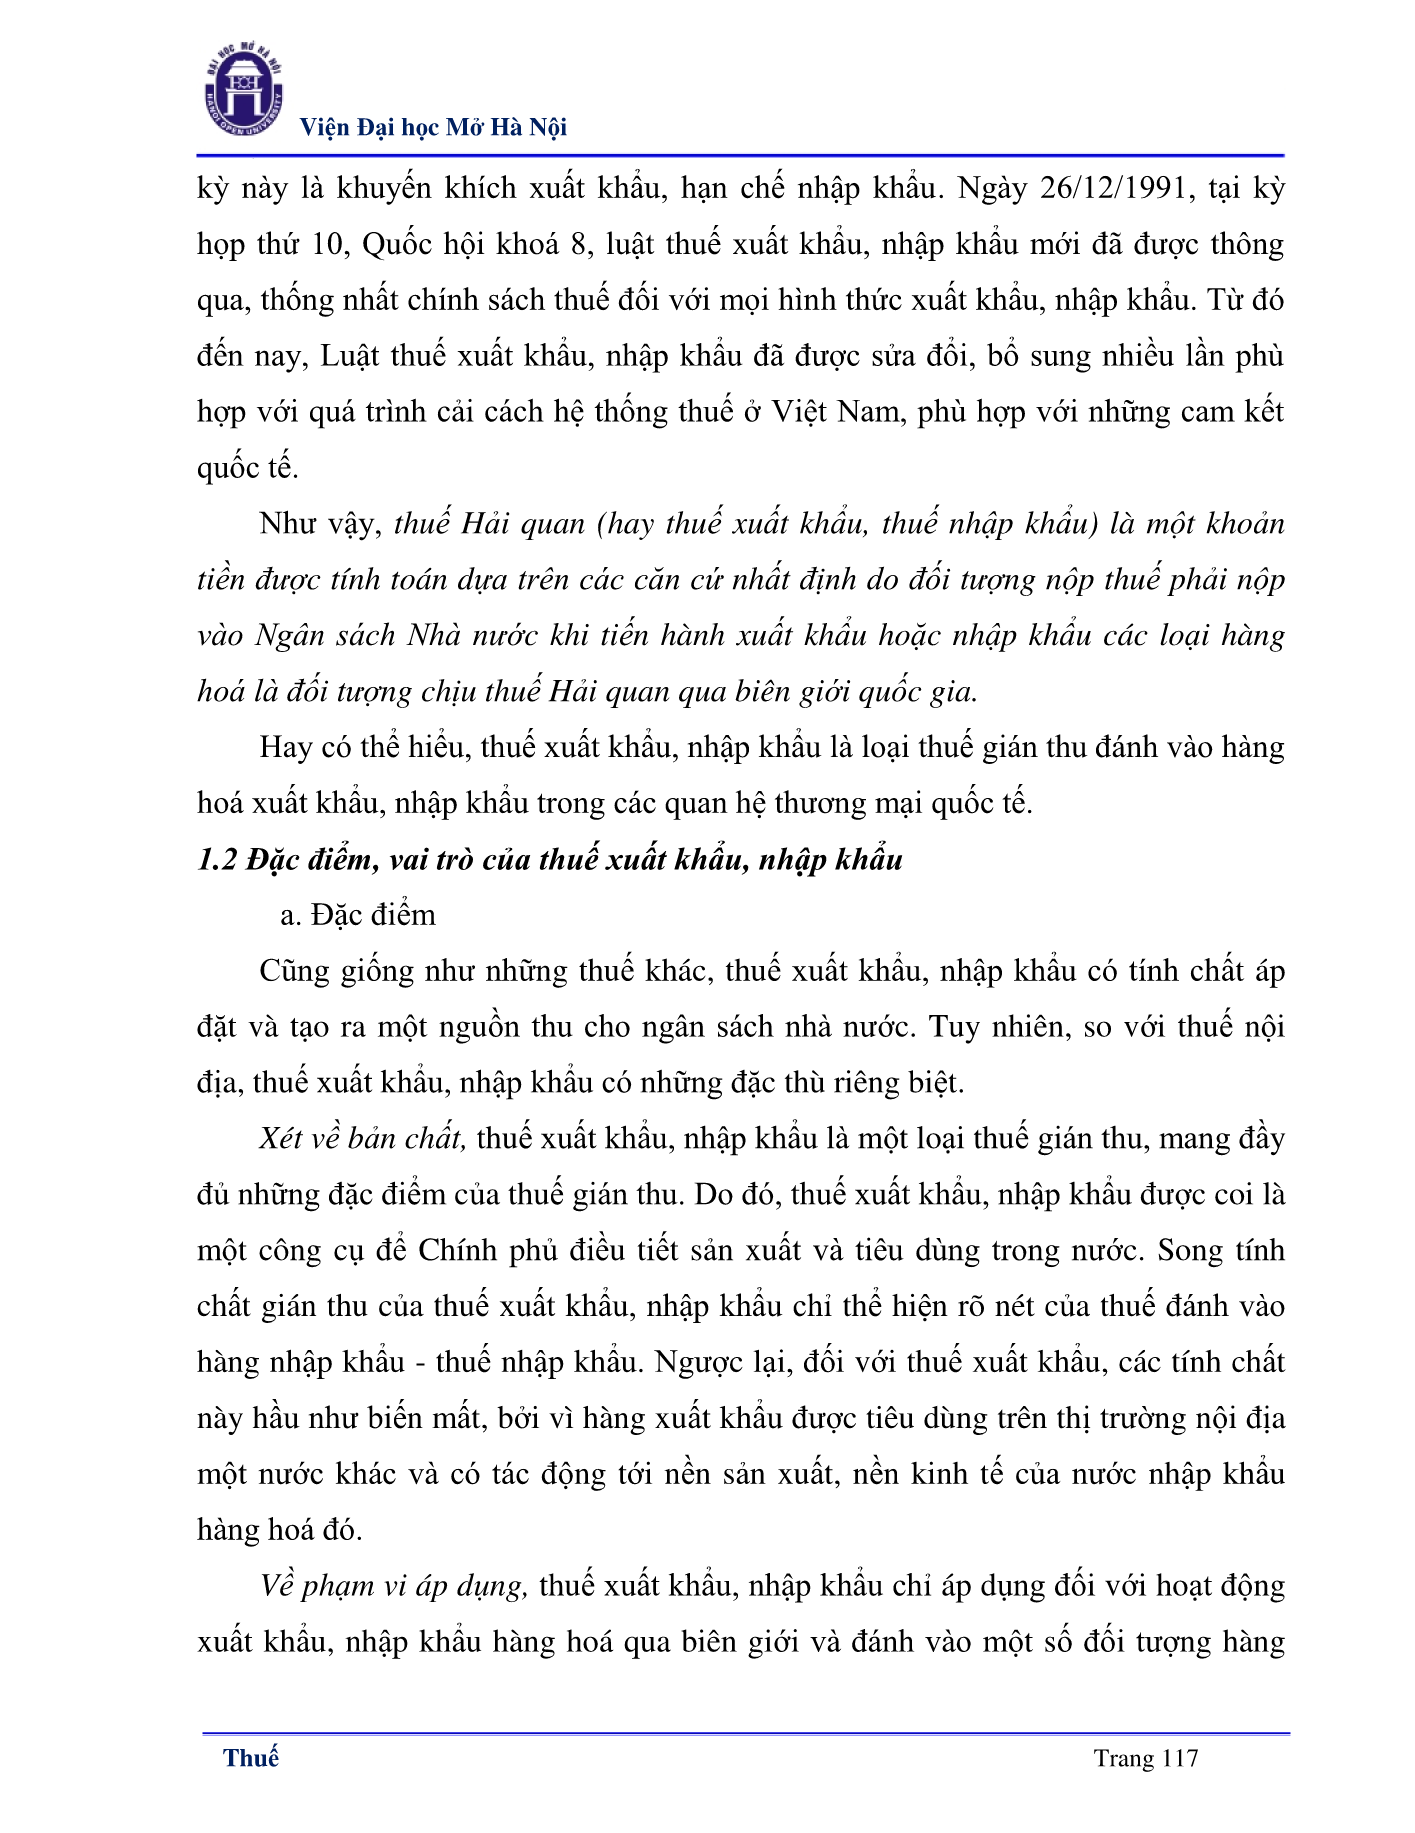 ĐẠI HỌC MỞ HÀ NỘI
HANOI OPEN UNIVERSITY
Viện Đại học Mở Hà Nội
kỳ này là khuyến khích xuất khẩu, hạn chế nhập khẩu. Ngày 26/12/1991, tại kỳ
họp thứ 10, Quốc hội khoá 8, luật thuế xuất khẩu, nhập khẩu mới đã được thông
qua, thống nhất chính sách thuế đối với mọi hình thức xuất khẩu, nhập khẩu. Từ đó
đến nay, Luật thuế xuất khẩu, nhập khẩu đã được sửa đổi, bổ sung nhiều lần phù
hợp với quá trình cải cách hệ thống thuế ở Việt Nam, phù hợp với những cam kết
quốc tế.
Như vậy, thuế Hải quan (hay thuế xuất khẩu, thuế nhập khẩu) là một khoản
tiền được tính toán dựa trên các căn cứ nhất định do đối tượng nộp thuế phải nộp
vào Ngân sách Nhà nước khi tiến hành xuất khẩu hoặc nhập khẩu các loại hàng
hoá là đối tượng chịu thuế Hải quan qua biên giới quốc gia.
Hay có thể hiểu, thuế xuất khẩu, nhập khẩu là loại thuế gián thu đánh vào hàng
hoá xuất khẩu, nhập khẩu trong các quan hệ thương mại quốc tế.
1.2 Đặc điểm, vai trò của thuế xuất khẩu, nhập khẩu
a. Đặc điểm
Cũng giống như những thuế khác, thuế xuất khẩu, nhập khẩu có tính chất áp
đặt và tạo ra một nguồn thu cho ngân sách nhà nước. Tuy nhiên, so với thuế nội
địa, thuế xuất khẩu, nhập khẩu có những đặc thù riêng biệt.
Xét về bản chất, thuế xuất khẩu, nhập khẩu là một loại thuế gián thu, mang đầy
đủ những đặc điểm của thuế gián thu. Do đó, thuế xuất khẩu, nhập khẩu được coi là
một công cụ để Chính phủ điều tiết sản xuất và tiêu dùng trong nước. Song tính
chất gián thu của thuế xuất khẩu, nhập khẩu chỉ thể hiện rõ nét của thuế đánh vào
hàng nhập khẩu - thuế nhập khẩu. Ngược lại, đối với thuế xuất khẩu, các tính chất
này hầu như biến mất, bởi vì hàng xuất khẩu được tiêu dùng trên thị trường nội địa
một nước khác và có tác động tới nền sản xuất, nền kinh tế của nước nhập khẩu
hàng hoá đó.
Về phạm vi áp dụng, thuế xuất khẩu, nhập khẩu chỉ áp dụng đối với hoạt động
xuất khẩu, nhập khẩu hàng hoá qua biên giới và đánh vào một số đối tượng hàng
Thuế
Trang 117